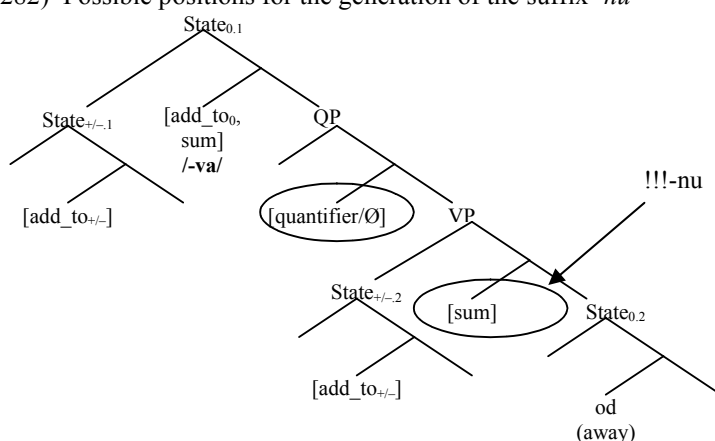 282) Possible positions for the generation of the suffix -nu
State0.1
State+/–.1
[add_to0,
sum]
/-va/
QP
!!!-nu
[add_to+/–]
[quantifier/Ø]
VP
State+/–.2
[sum]
State0.2
[add_to+/–]
od
(away)